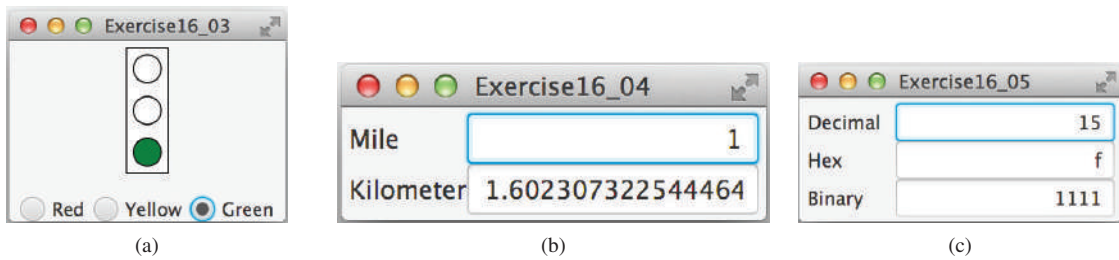 Exercise16_03
Red Yellow Green
(a)
Exercise16_04
Mile 1
Kilometer 1.602307322544464
(b)
Exercise16_05
Decimal 15
Hex f
Binary 1111
(c)